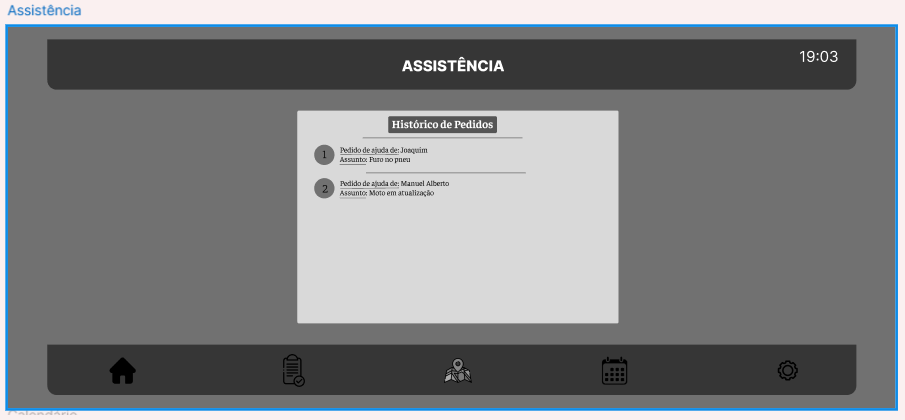 Assistência
ASSISTÊNCIA
19:03
Histórico de Pedidos
1
Pedido de ajuda de: Joaquim
Assunto: Furo no pneu
2
Pedido de ajuda de: Manuel Alberto
Assunto: Moto em atualização
Calendário